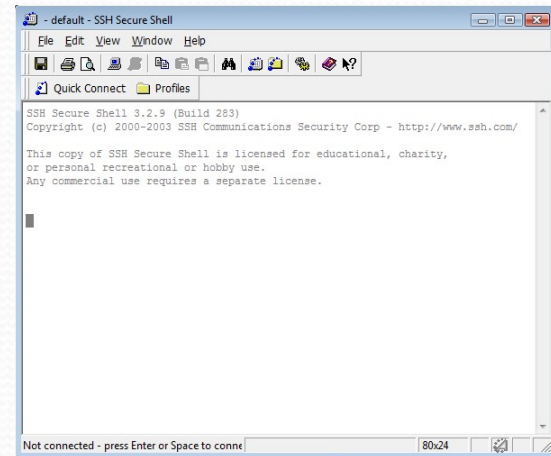 - default - SSH Secure Shell
File Edit View Window Help
Quick Connect Profiles
SSH Secure Shell 3.2.9 (Build 283)
Copyright (c) 2000-2003 SSH Communications Security Corp - http://www.ssh.com/
This copy of SSH Secure Shell is licensed for educational, charity,
or personal recreational or hobby use.
Any commercial use requires a separate license.
Not connected - press Enter or Space to conne
80x24